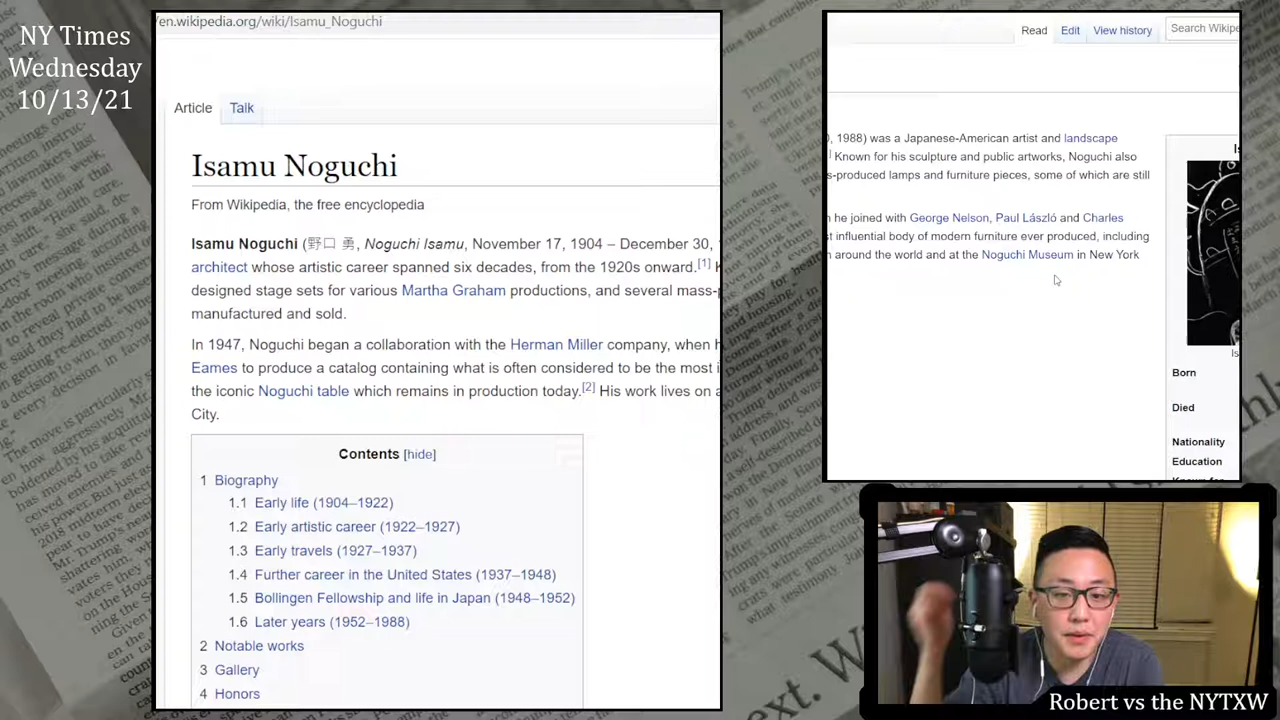 NY Times
Wednesday
10/13/21
/en.wikipedia.org/wiki/Isamu_Noguchi
Article
Talk
Isamu Noguchi
From Wikipedia, the free encyclopedia
Isamu Noguchi (野口 勇, Noguchi Isamu, November 17, 1904 – December 30,
architect whose artistic career spanned six decades, from the 1920s onward.[1]
designed stage sets for various Martha Graham productions, and several mass-
manufactured and sold.
In 1947, Noguchi began a collaboration with the Herman Miller company, when
Eames to produce a catalog containing what is often considered to be the most
the iconic Noguchi table which remains in production today.[2] His work lives on
City.
Contents [hide]
1 Biography
1.1 Early life (1904–1922)
1.2 Early artistic career (1922–1927)
1.3 Early travels (1927–1937)
1.4 Further career in the United States (1937–1948)
1.5 Bollingen Fellowship and life in Japan (1948–1952)
1.6 Later years (1952–1988)
2 Notable works
3 Gallery
4 Honors
Read
Edit
View history
Search Wikipe
, 1988) was a Japanese-American artist and landscape
Known for his sculpture and public artworks, Noguchi also
s-produced lamps and furniture pieces, some of which are still
he joined with George Nelson, Paul László and Charles
st influential body of modern furniture ever produced, including
around the world and at the Noguchi Museum in New York
Born
Died
Nationality
Education
Robert vs the NYTXW